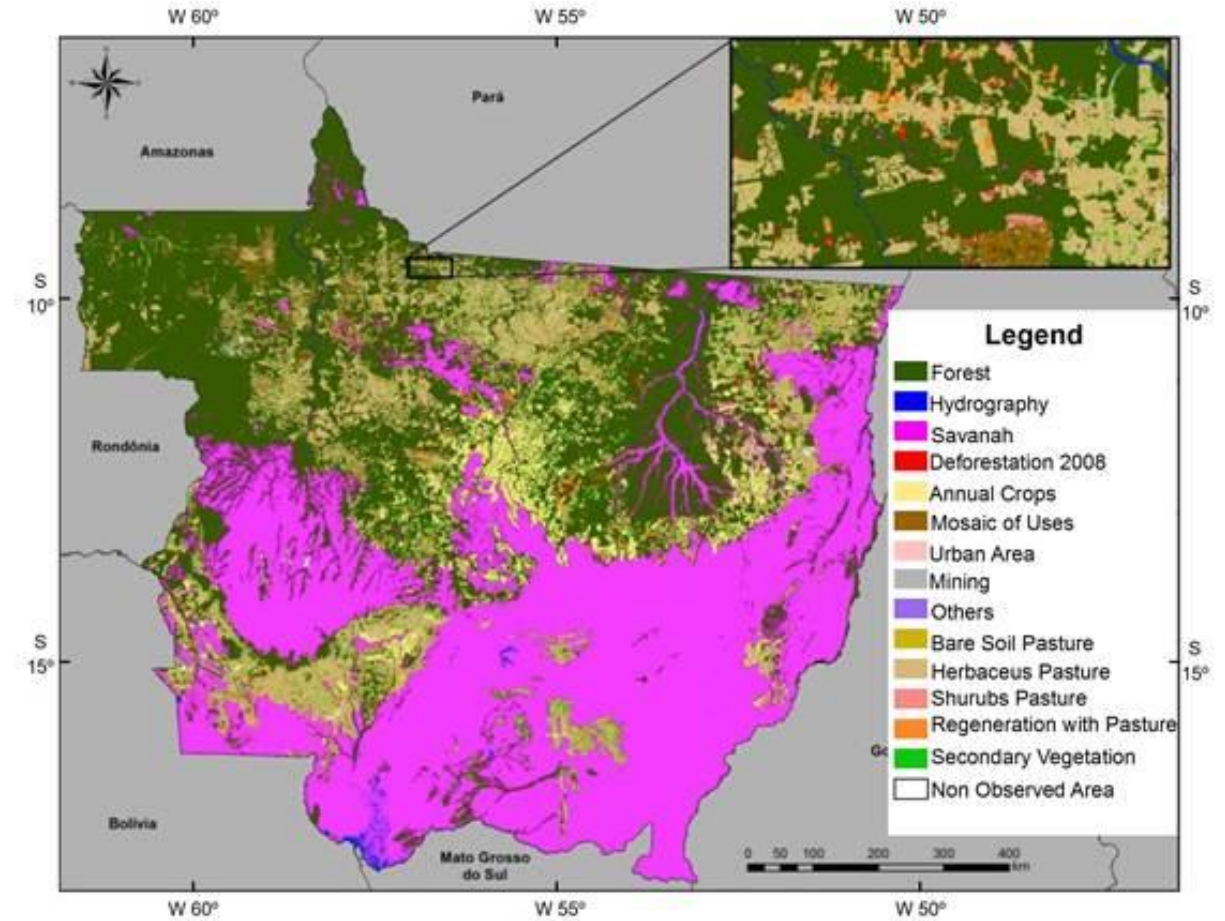 W 60º
W 55º
W 50º
Pará
Amazonas
S
10º
S
10º
Rondônia
Legend
Forest
Hydrography
Savanah
Deforestation 2008
Annual Crops
Mosaic of Uses
Urban Area
Mining
Others
Bare Soil Pasture
Herbaceus Pasture
Shurubs Pasture
Regeneration with Pasture
Secondary Vegetation
Non Observed Area
S
15º
S
15º
Go
Bolívia
Mato Grosso
do Sul
0 50 100 200 300 400
km
W 60º
W 55º
W 50º